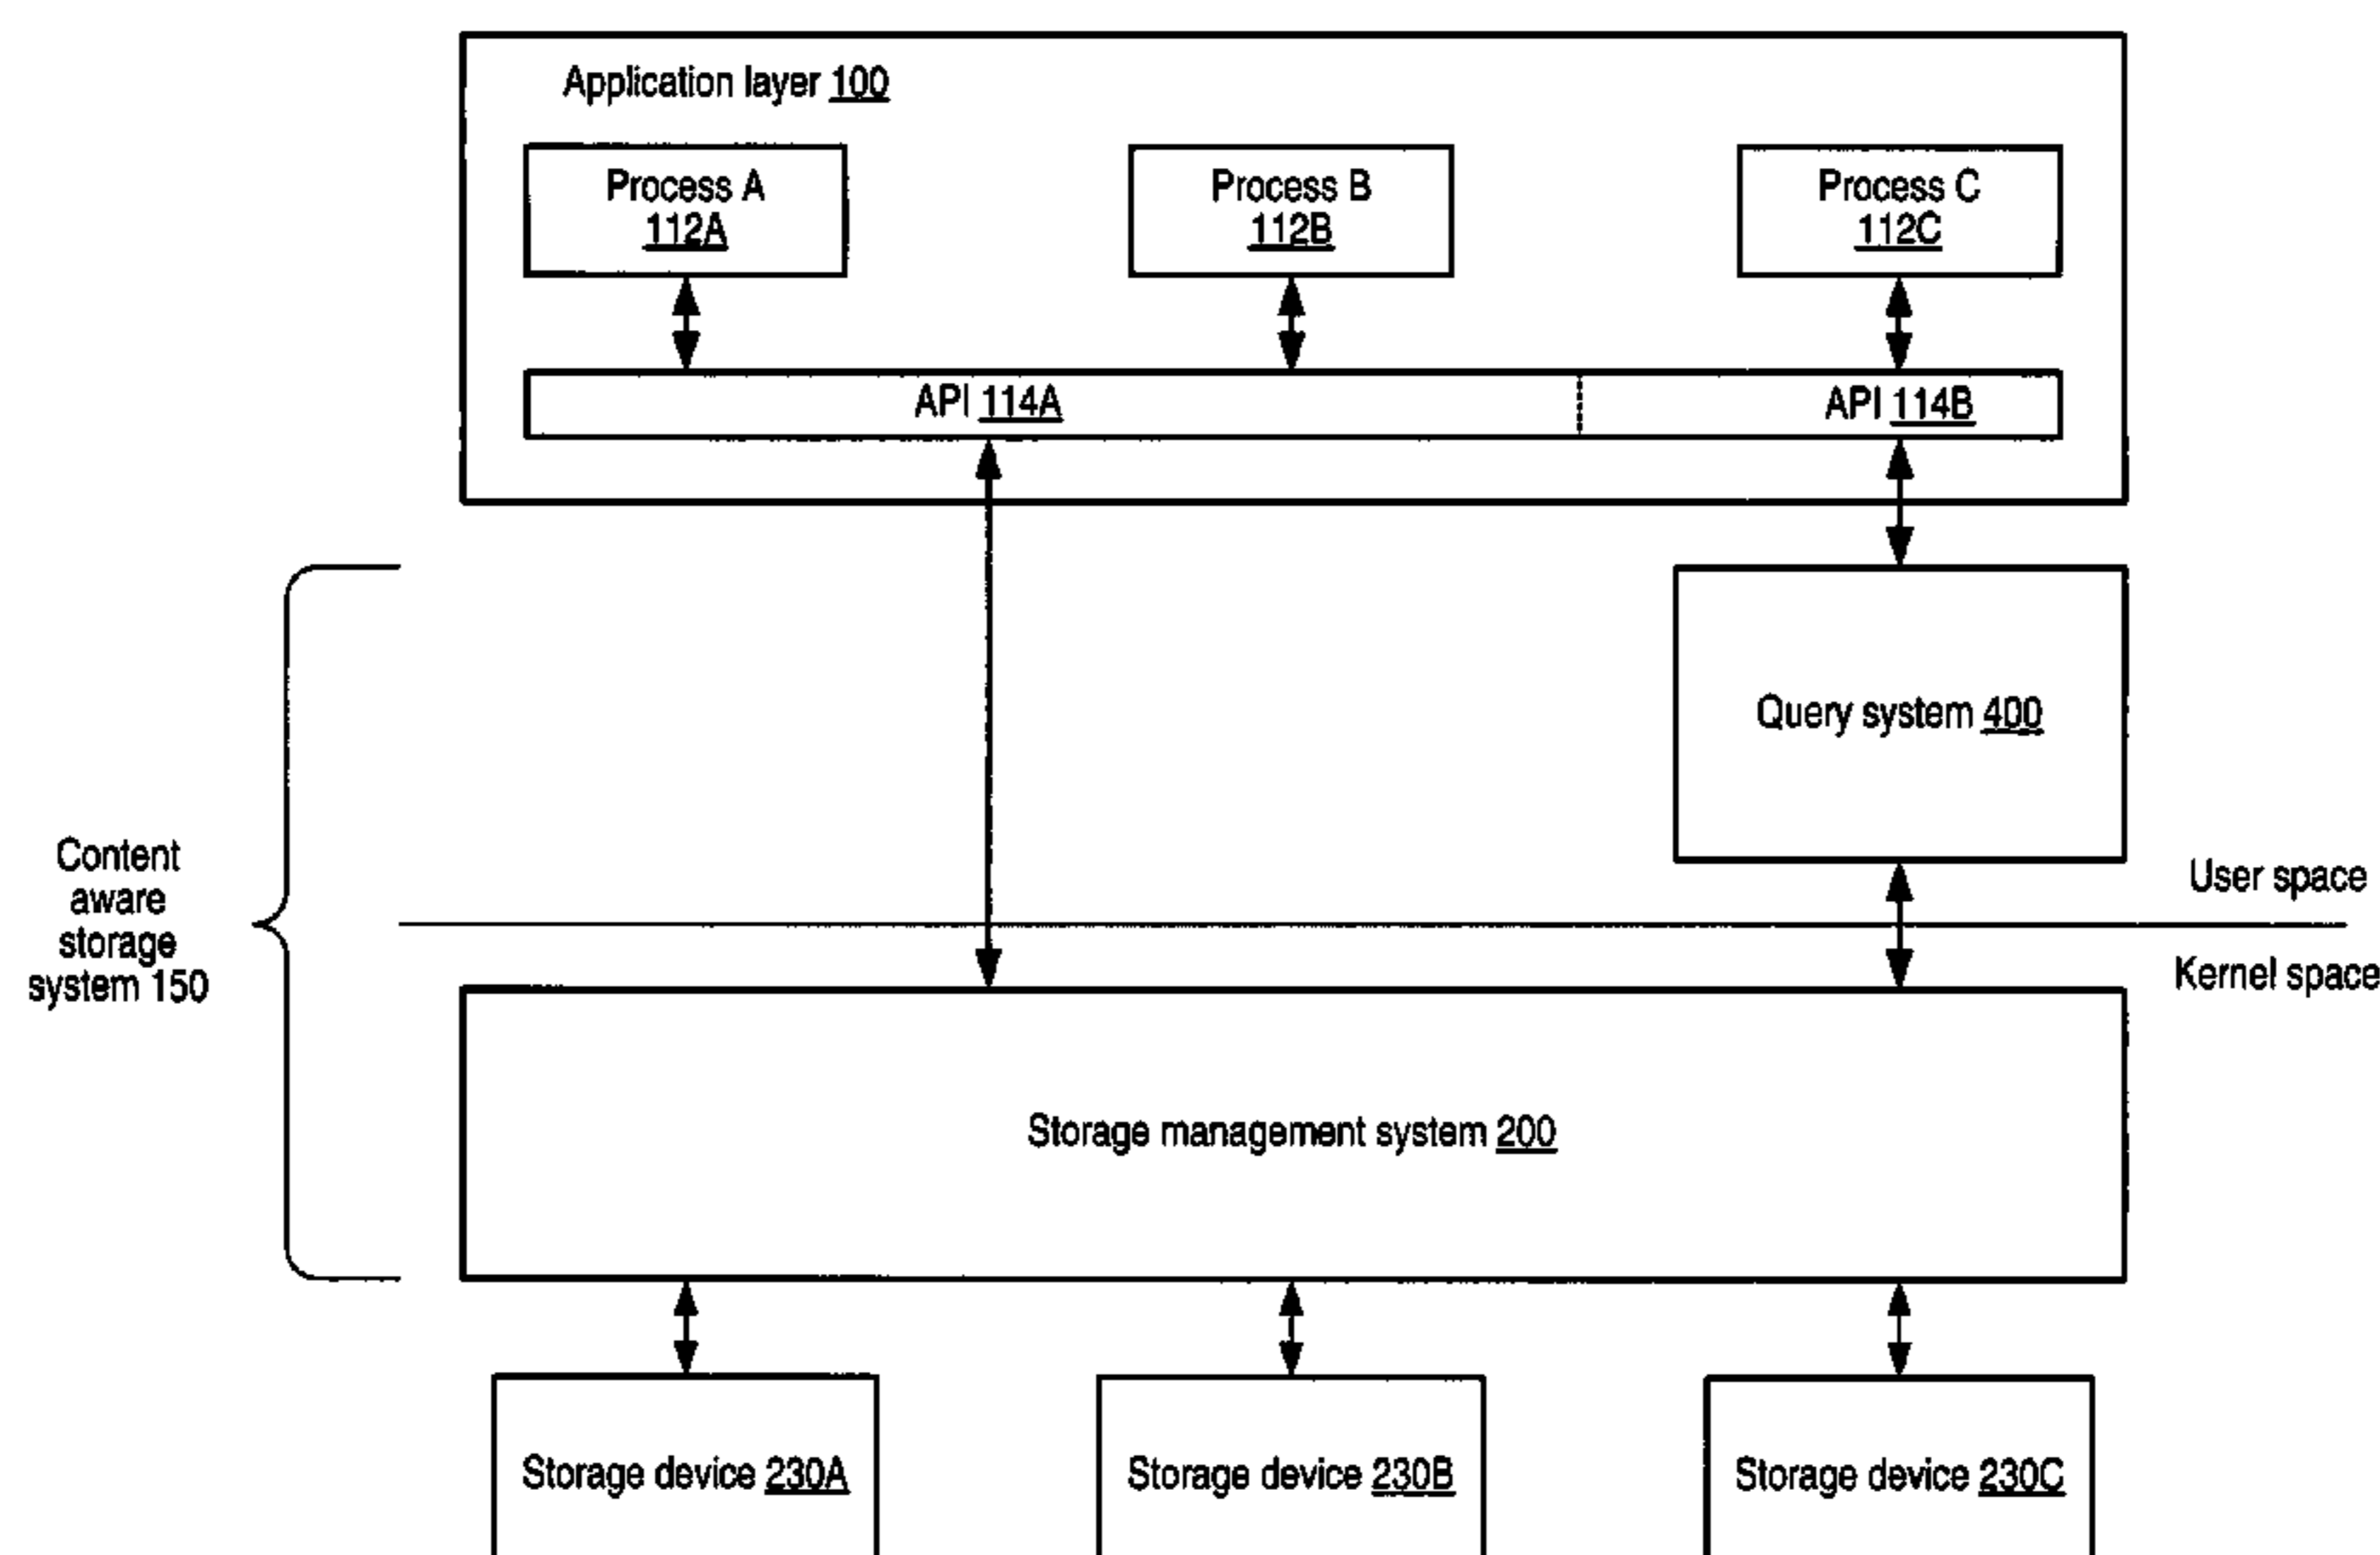 Application layer 100
Process A
112A
Process B
112B
Process C
112C
API 114A
API 114B
Query system 400
Content
aware
storage
system 150
User space
Kernel space
Storage management system 200
Storage device 230A
Storage device 230B
Storage device 230C